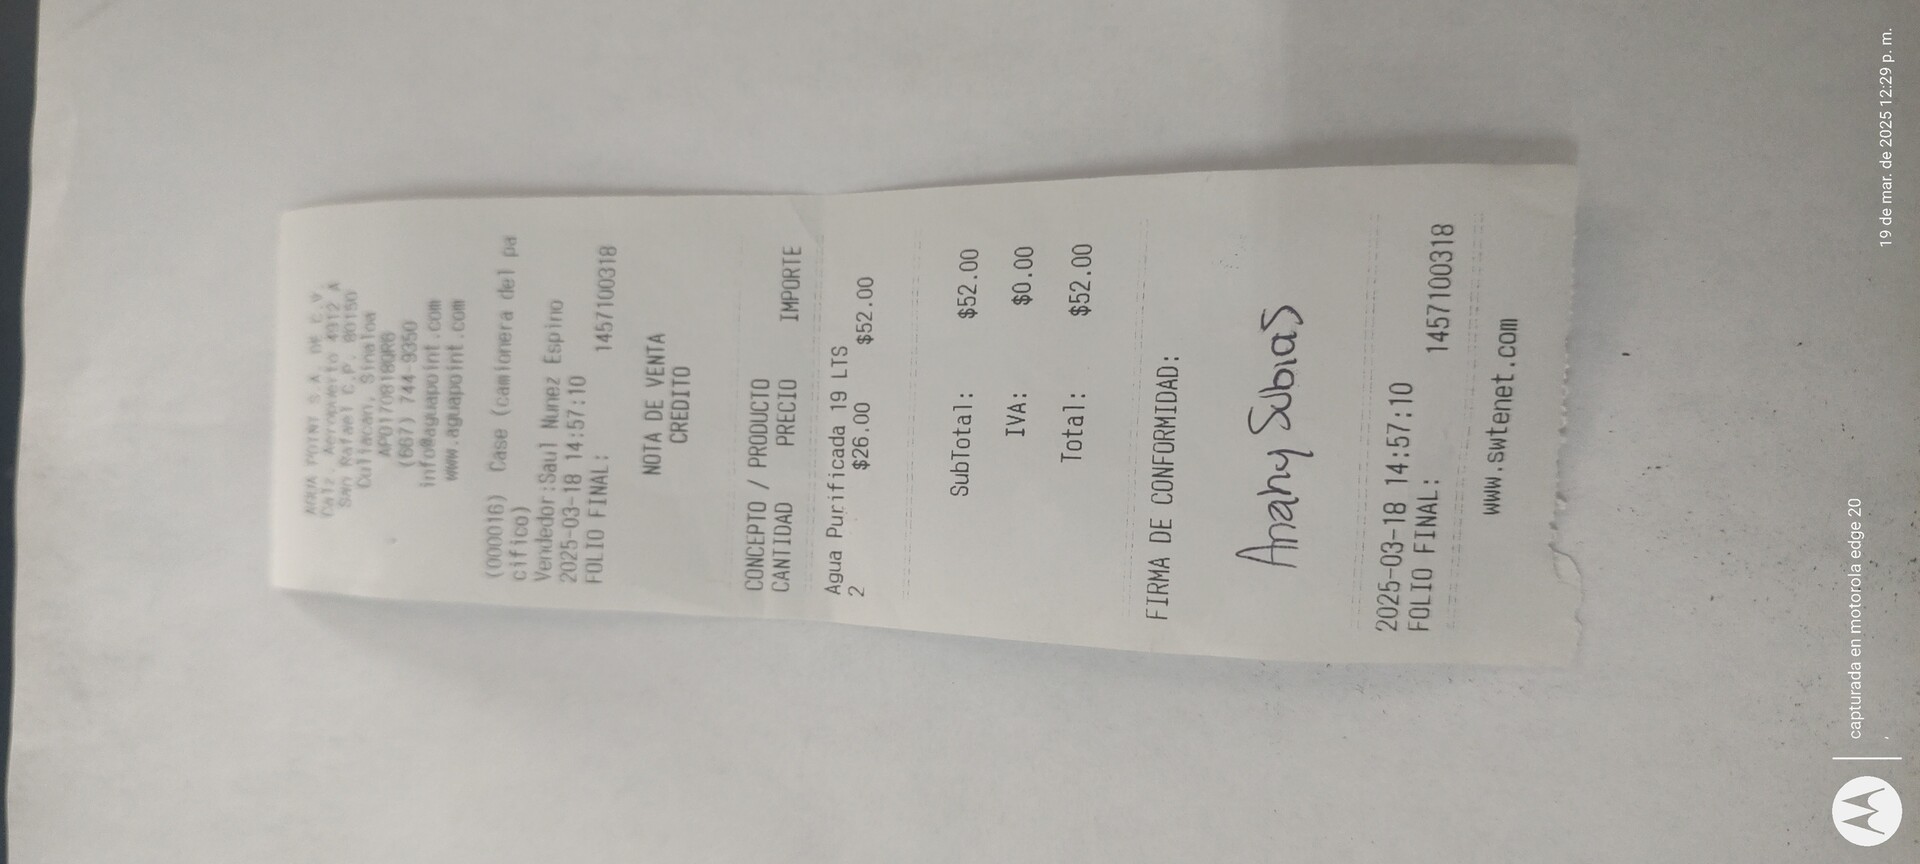 AGUA POINT S.A. DE C.V.
Calz. Aeropuerto 4912 A
San Rafael C.P. 80150
Culiacan, Sinaloa
(667) 744-9350
info@aguapoint.com
www.aguapoint.com
(000016) Case (camionera del pa
cifico)
Vendedor:Saul Nunez Espino
2025-03-18 14:57:10
FOLIO FINAL: 1457100318
NOTA DE VENTA
CREDITO
CONCEPTO / PRODUCTO
CANTIDAD PRECIO IMPORTE
Agua Purificada 19 LTS
2 $26.00 $52.00
SubTotal: $52.00
IVA: $0.00
Total: $52.00
FIRMA DE CONFORMIDAD:
Anahy Subias
2025-03-18 14:57:10
FOLIO FINAL: 1457100318
www.swtenet.com
capturada en motorola edge 20
19 de mar. de 2025 12:29 p. m.